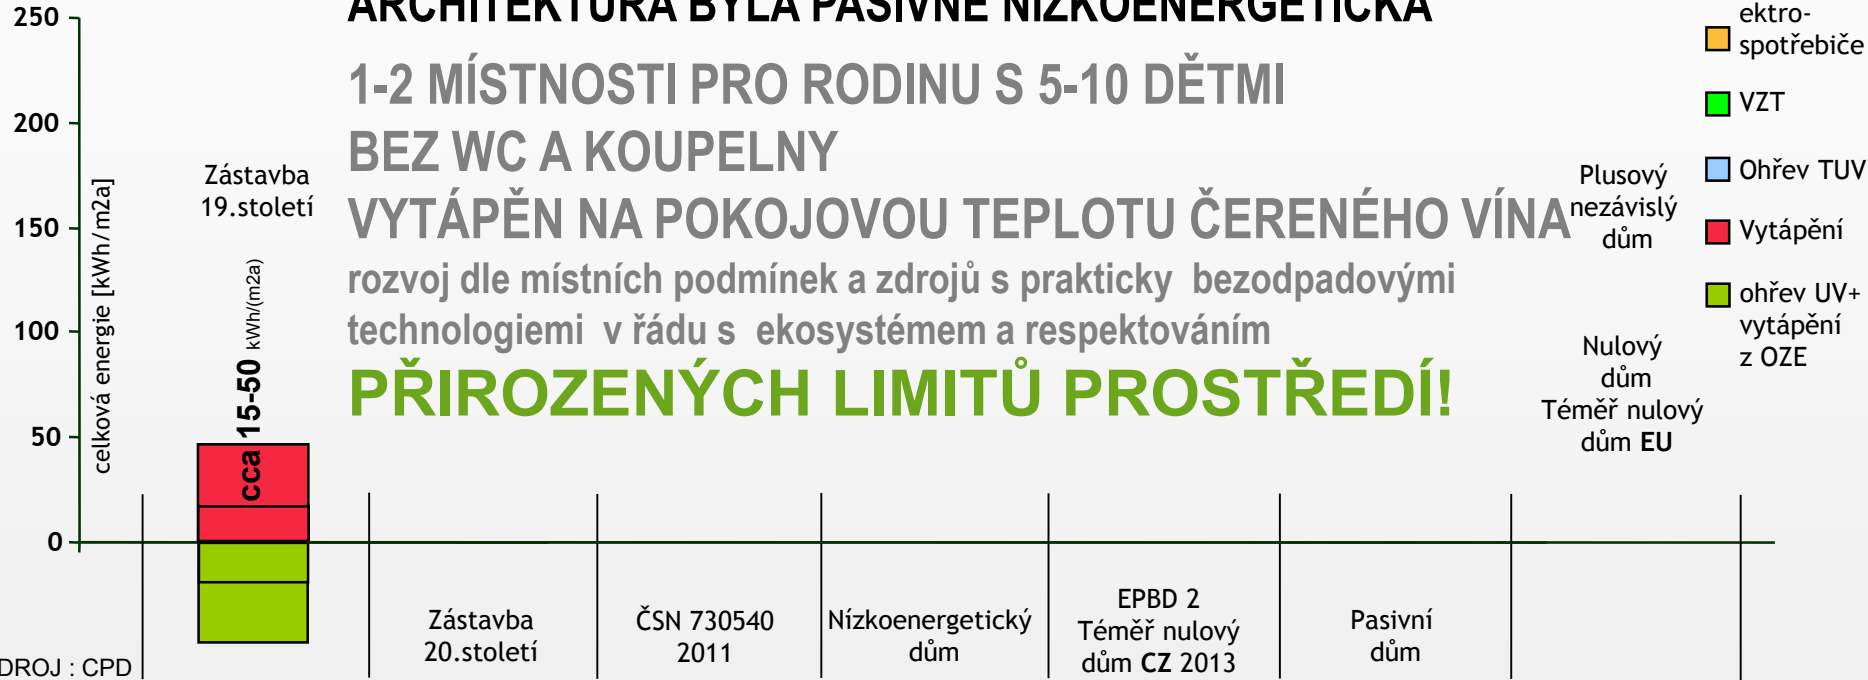 ARCHITEKTURA BYLA PASIVNĚ NÍZKOENERGETICKÁ
1-2 MÍSTNOSTI PRO RODINU S 5-10 DĚTMI
BEZ WC A KOUPELNY
VYTÁPĚN NA POKOJOVOU TEPLOTU ČERENÉHO VÍNA
rozvoj dle místních podmínek a zdrojů s prakticky bezodpadovými
technologiemi v řádu s ekosystémem a respektováním
PŘIROZENÝCH LIMITŮ PROSTŘEDÍ!
250
200
150
100
50
0
celková energie [kWh/m2a]
Zástavba
19.století
cca 15-50 kWh/(m2a)
Zástavba
20.století
ČSN 730540
2011
Nízkoenergetický
dům
EPBD 2
Téměř nulový
dům CZ 2013
Pasivní
dům
Plusový
nezávislý
dům
Nulový
dům
Téměř nulový
dům EU
ektro-
spotřebiče
VZT
Ohřev TUV
Vytápění
ohřev UV+
vytápění
z OZE
DROJ : CPD